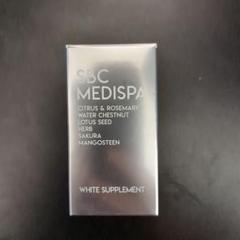 SBC
MEDISPA
CITRUS & ROSEMARY
WATER CHESTNUT
LOTUS SEED
HERB
SAKURA
MANGOSTEEN
WHITE SUPPLEMENT